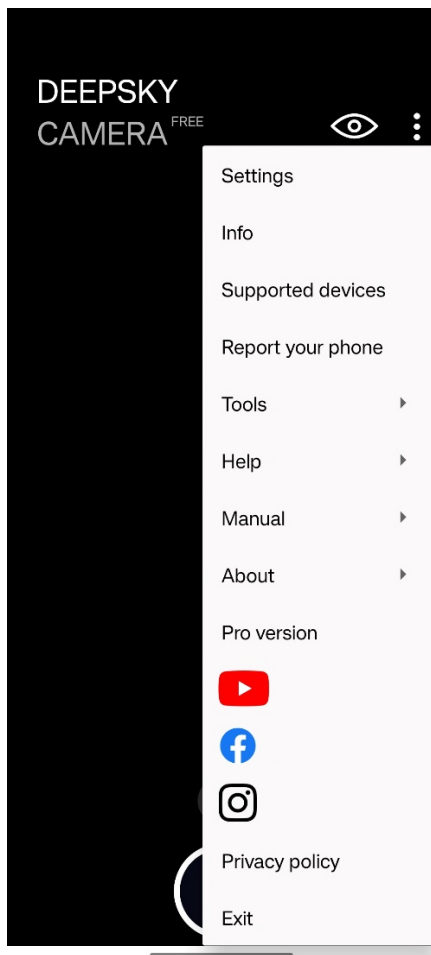 DEEPSKY
CAMERA FREE
Settings
Info
Supported devices
Report your phone
Tools
Help
Manual
About
Pro version
Privacy policy
Exit